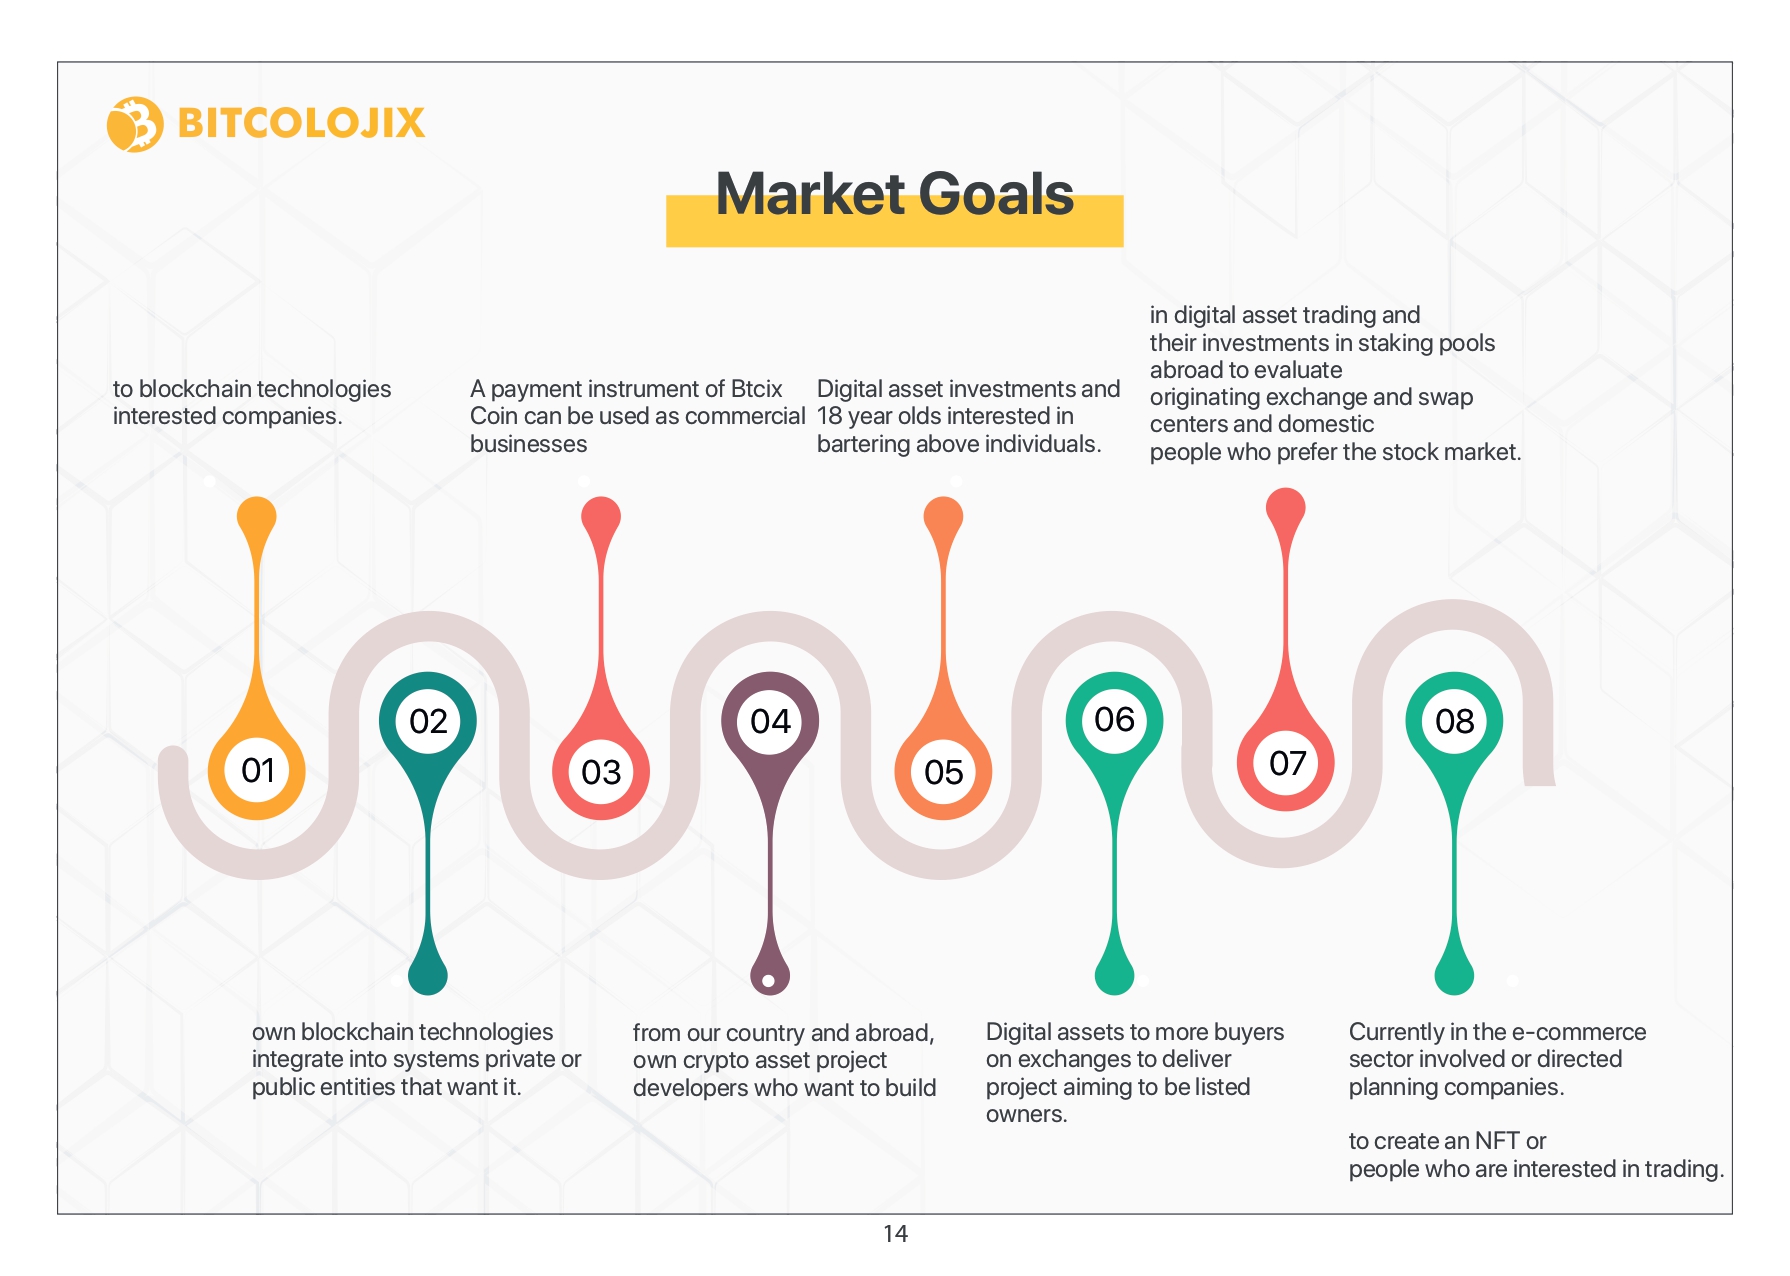 BITCOLOJIX
Market Goals
to blockchain technologies
interested companies.
01
own blockchain technologies
integrate into systems private or
public entities that want it.
02
A payment instrument of Btcix
Coin can be used as commercial
businesses
03
from our country and abroad,
own crypto asset project
developers who want to build
04
Digital asset investments and
18 year olds interested in
bartering above individuals.
05
Digital assets to more buyers
on exchanges to deliver
project aiming to be listed
owners.
06
in digital asset trading and
their investments in staking pools
abroad to evaluate
originating exchange and swap
centers and domestic
people who prefer the stock market.
07
Currently in the e-commerce
sector involved or directed
planning companies.
to create an NFT or
people who are interested in trading.
08
14